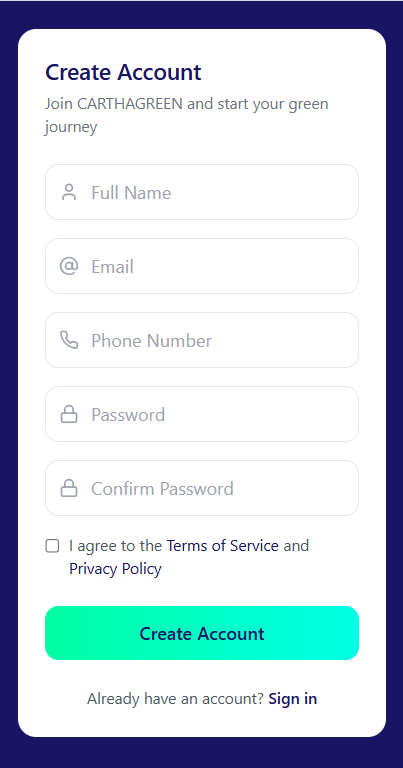 Create Account
Join CARTHAGREEN and start your green
journey
Full Name
Email
Phone Number
Password
Confirm Password
I agree to the Terms of Service and
Privacy Policy
Create Account
Already have an account? Sign in